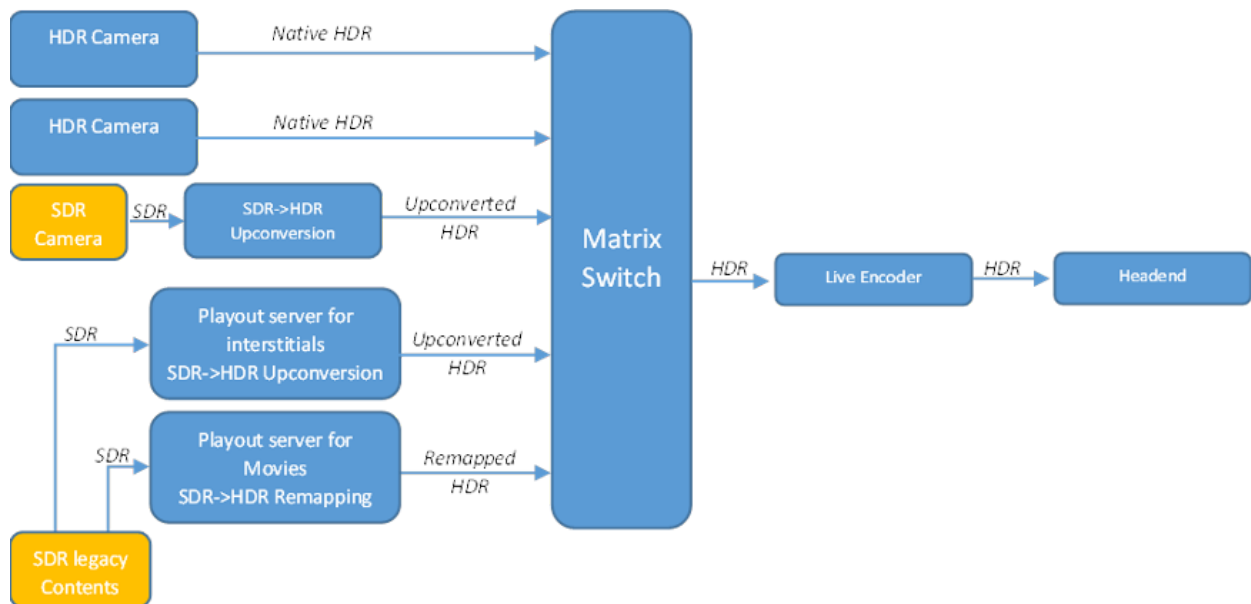 HDR Camera
Native HDR
HDR Camera
Native HDR
SDR
Camera
SDR
SDR->HDR
Upconversion
Upconverted
HDR
Matrix
Switch
HDR
Live Encoder
HDR
Headend
SDR
Playout server for
interstitials
SDR->HDR Upconversion
Upconverted
HDR
SDR
Playout server for
Movies
SDR->HDR Remapping
Remapped
HDR
SDR legacy
Contents